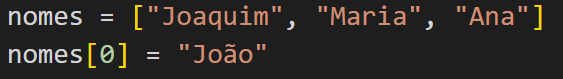 nomes = ["Joaquim", "Maria", "Ana"]
nomes[0] = "João"